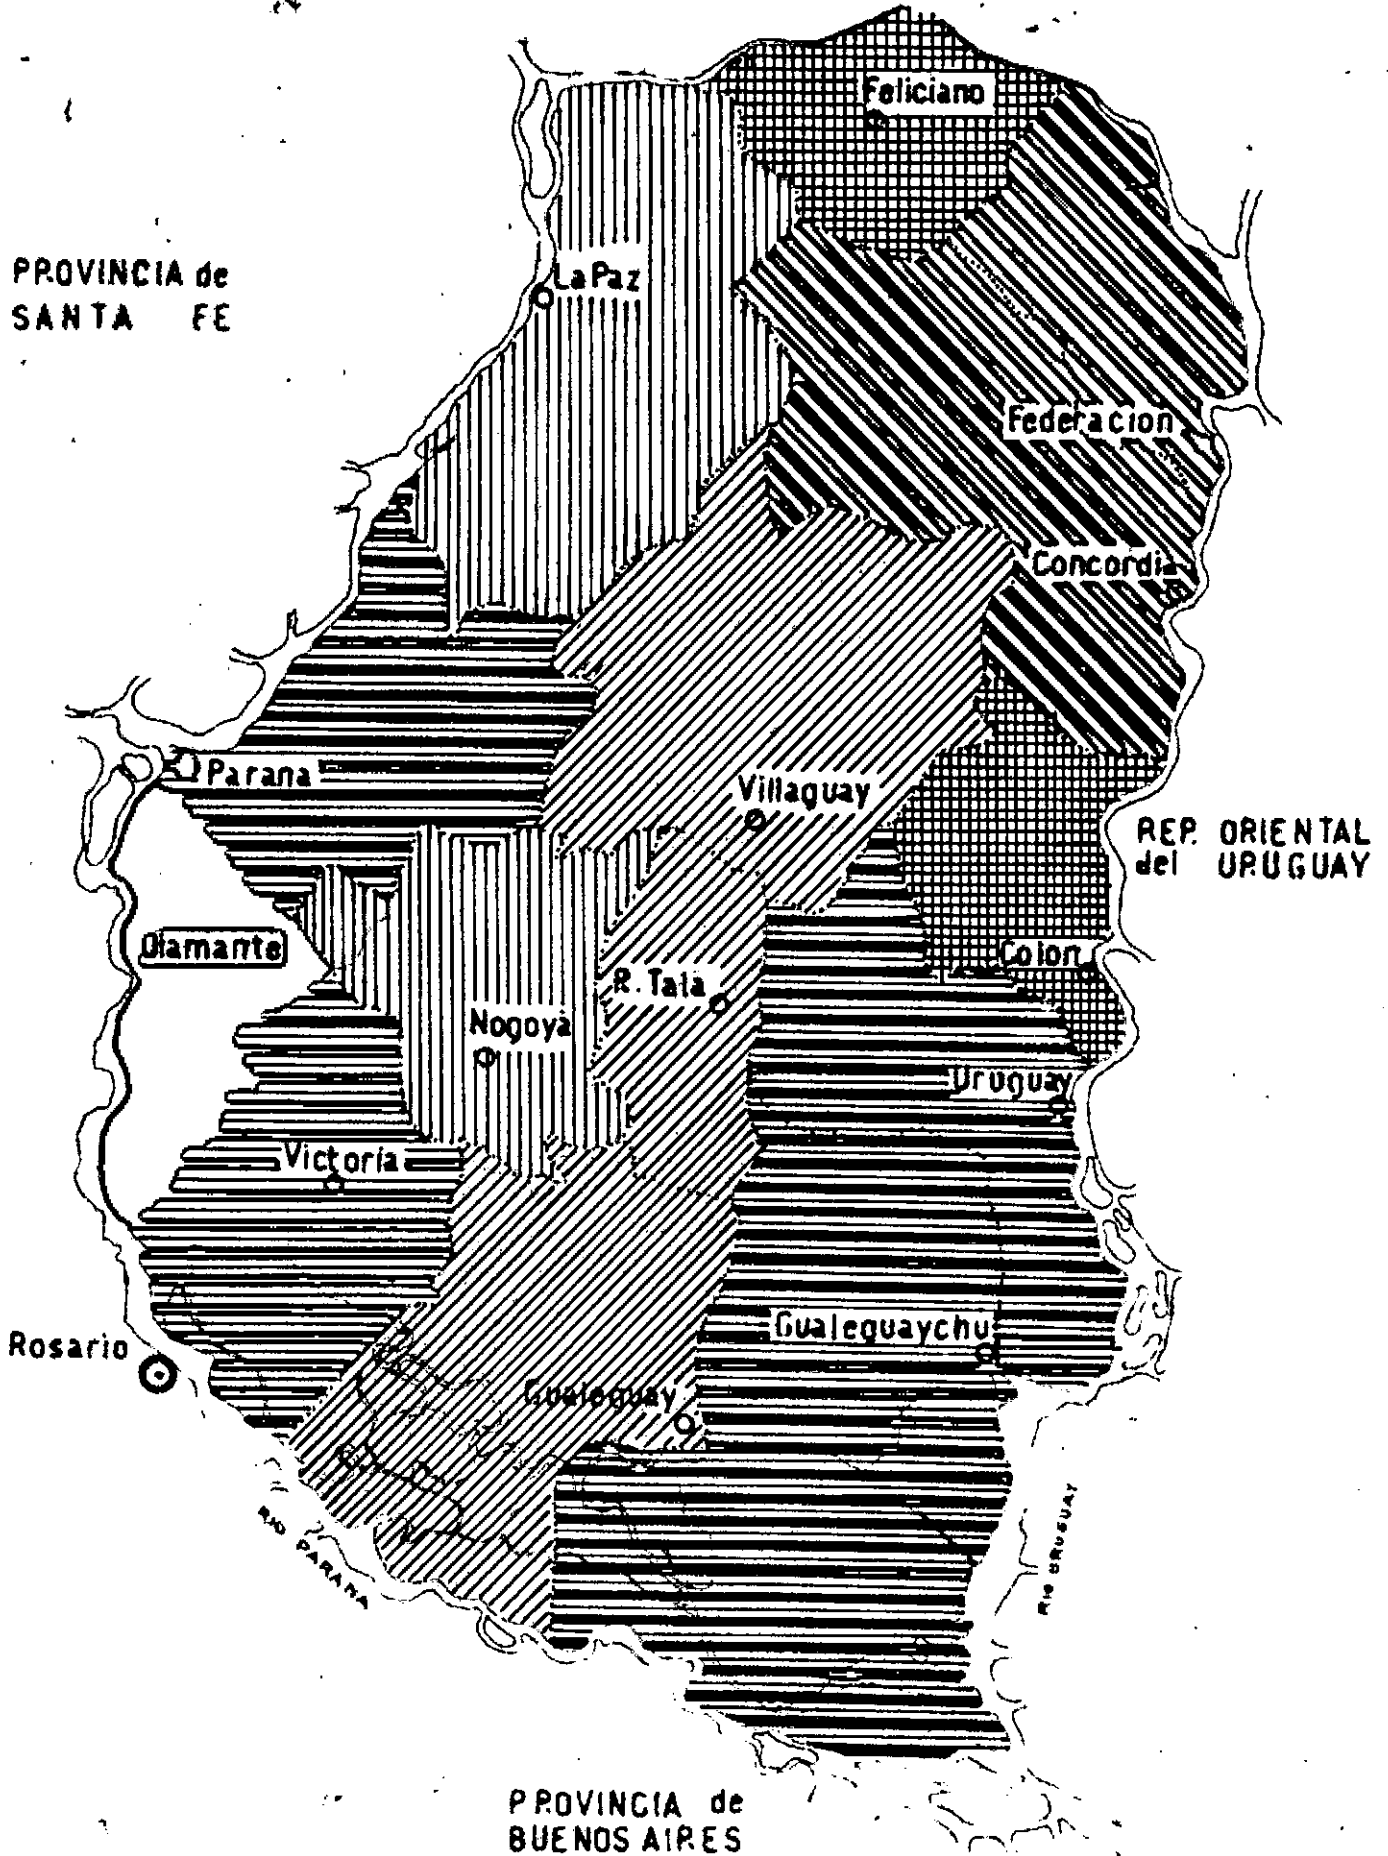 Feliciano
PROVINCIA de
SANTA FE
La Paz
Federacion
Concordia
Parana
Villaguay
REP. ORIENTAL
del URUGUAY
Diamante
Colon
R. Tala
Nogoya
Uruguay
Victoria
Gualeguaychu
Rosario
Gualeguay
RIO PARANA
RIO URUGUAY
PROVINCIA de
BUENOS AIRES